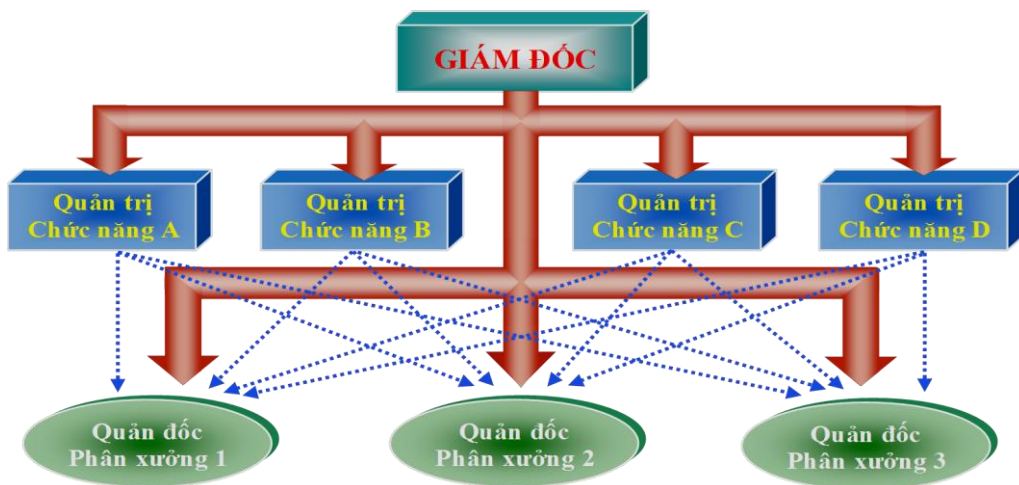 GIÁM ĐỐC
Quản trị
Chức năng A
Quản trị
Chức năng B
Quản trị
Chức năng C
Quản trị
Chức năng D
Quản đốc
Phân xưởng 1
Quản đốc
Phân xưởng 2
Quản đốc
Phân xưởng 3